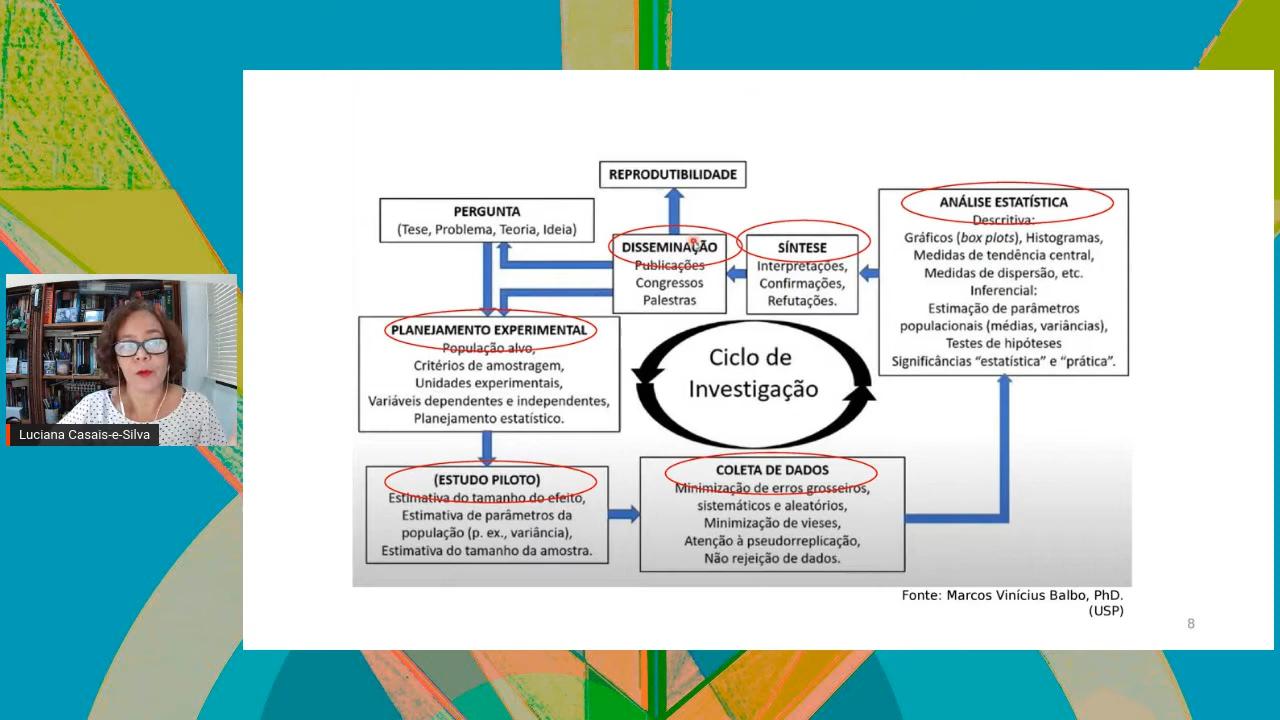 REPRODUTIBILIDADE
PERGUNTA
(Tese, Problema, Teoria, Ideia)
DISSEMINAÇÃO
Publicações
Congressos
Palestras
SÍNTESE
Interpretações,
Confirmações,
Refutações.
ANÁLISE ESTATÍSTICA
Descritiva:
Gráficos (box plots), Histogramas,
Medidas de tendência central,
Medidas de dispersão, etc.
Inferencial:
Estimação de parâmetros
populacionais (médias, variâncias),
Testes de hipóteses
Significâncias “estatística” e “prática”.
PLANEJAMENTO EXPERIMENTAL
População alvo,
Critérios de amostragem,
Unidades experimentais,
Variáveis dependentes e independentes,
Planejamento estatístico.
Ciclo de
Investigação
(ESTUDO PILOTO)
Estimativa do tamanho do efeito,
Estimativa de parâmetros da
população (p. ex., variância),
Estimativa do tamanho da amostra.
COLETA DE DADOS
Minimização de erros grosseiros,
sistemáticos e aleatórios,
Minimização de vieses,
Atenção à pseudorreplicação,
Não rejeição de dados.
Fonte: Marcos Vinícius Balbo, PhD.
(USP)
8
Luciana Casais-e-Silva